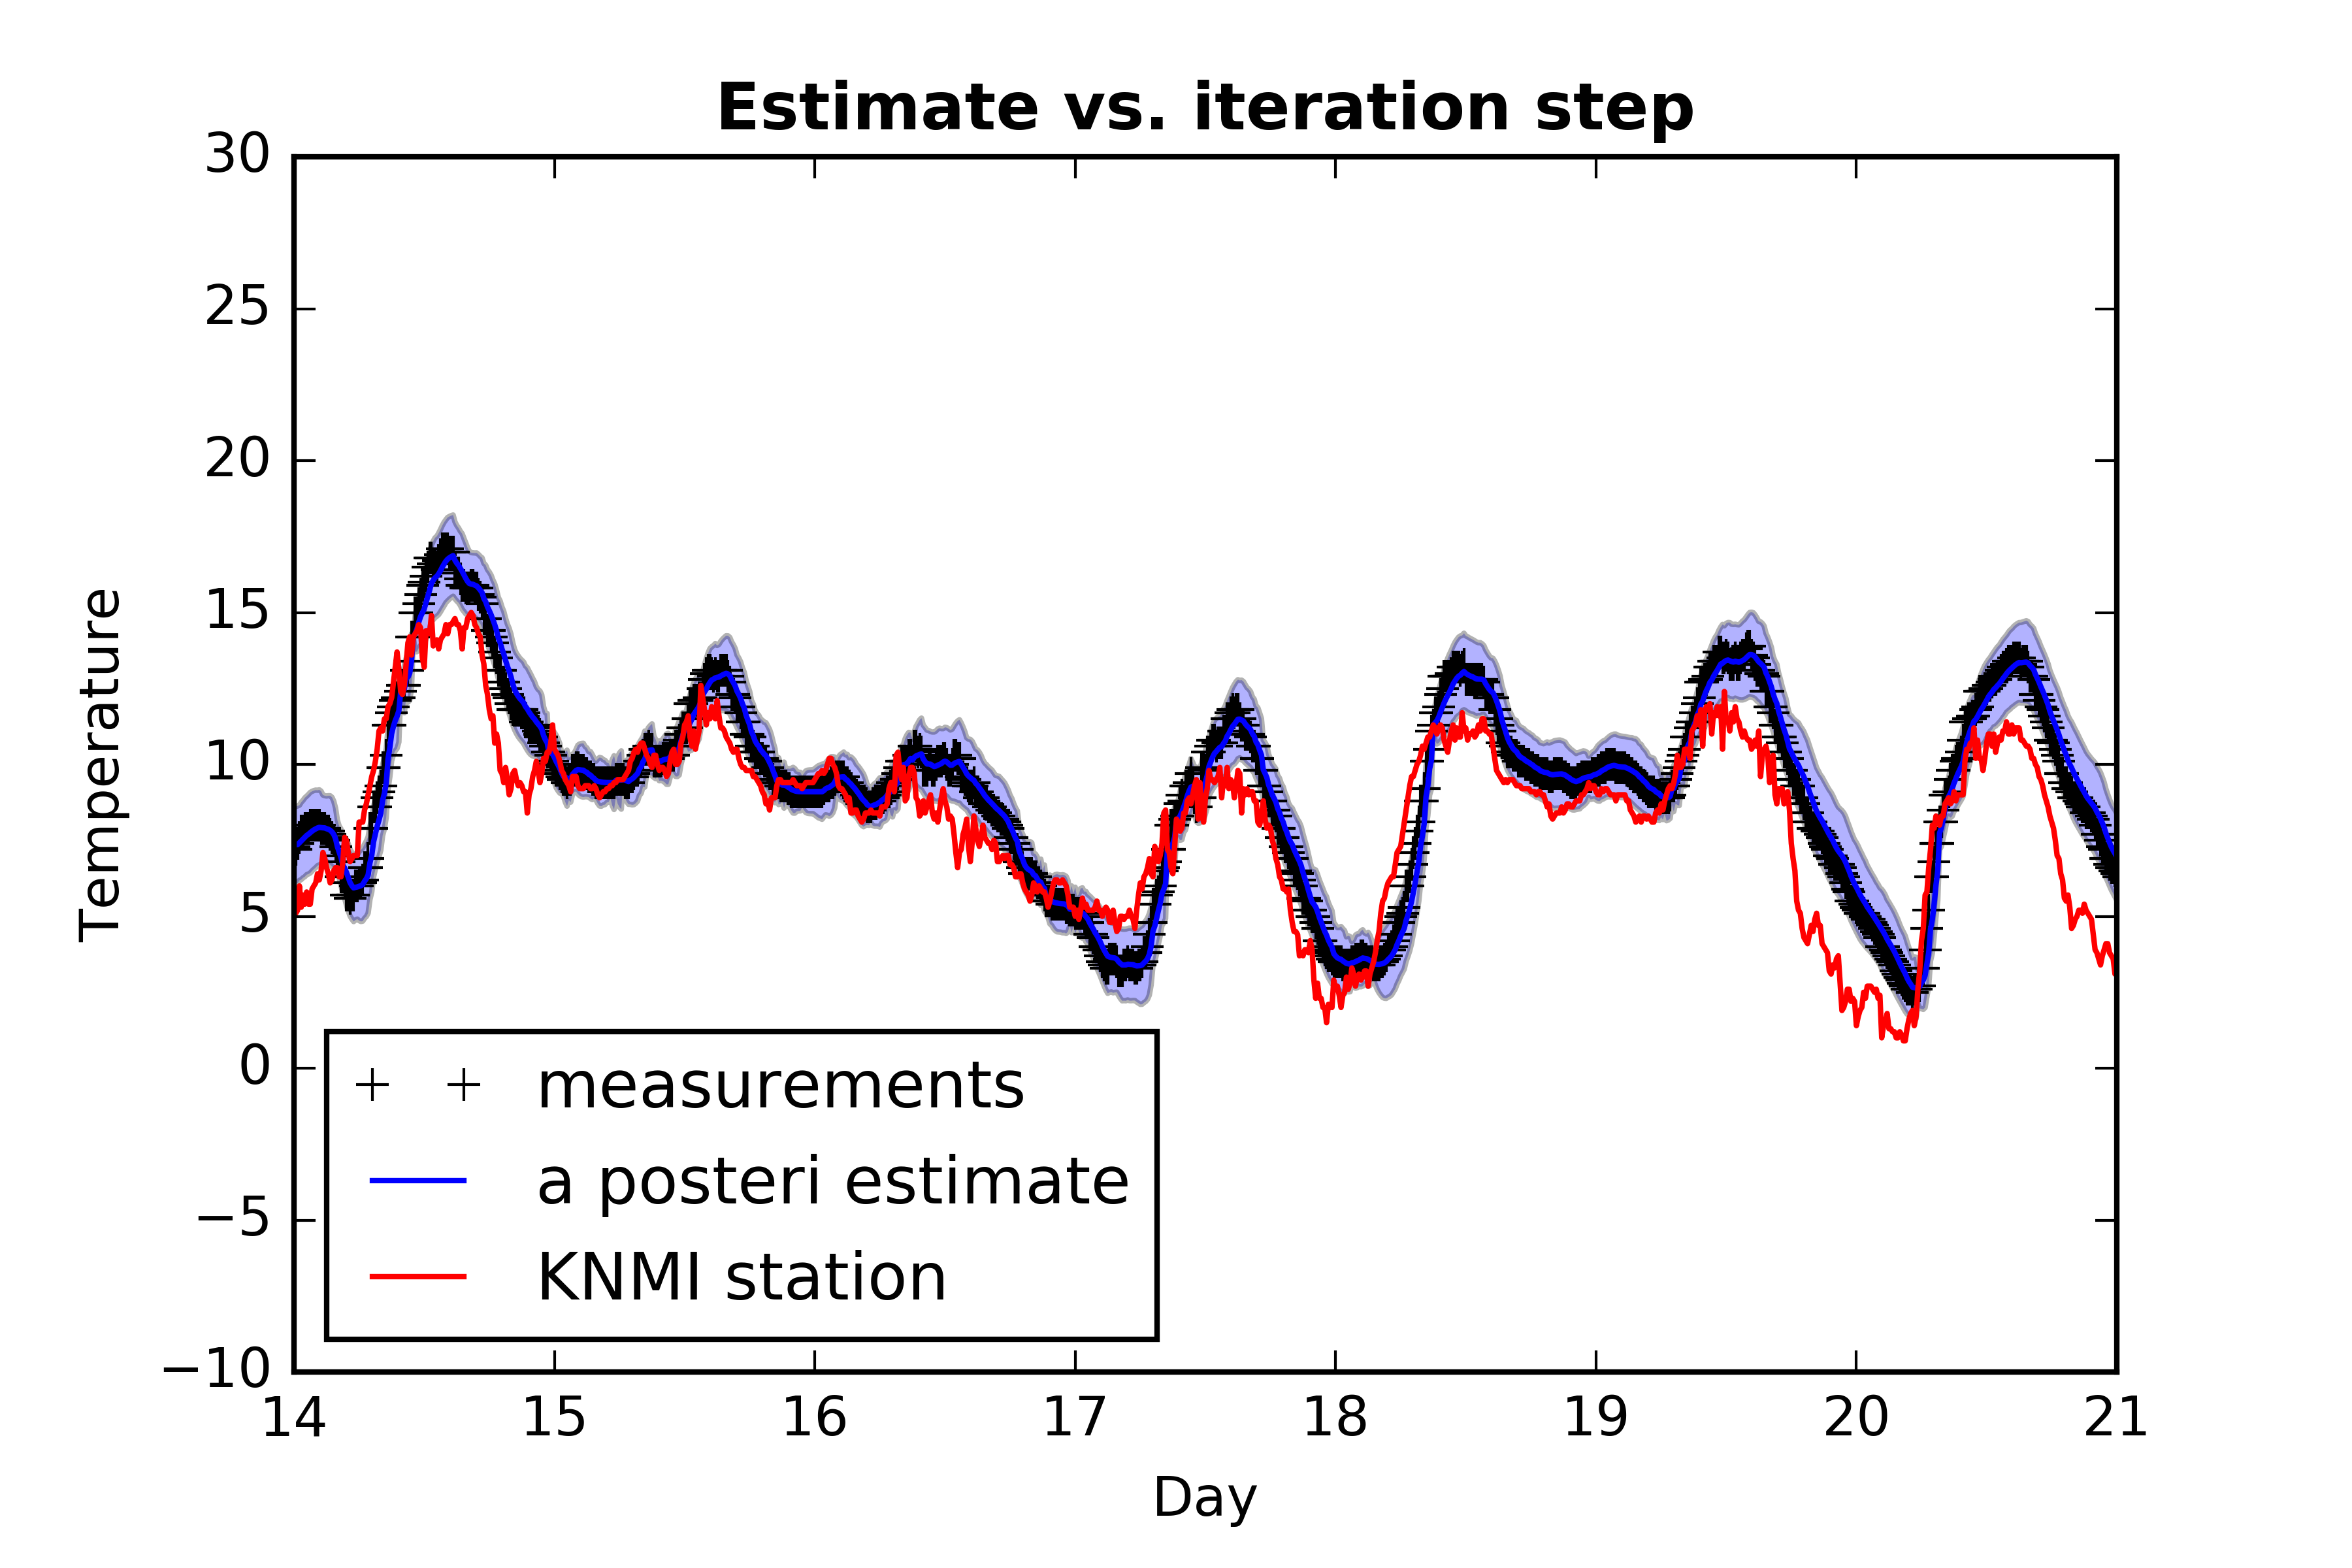 Estimate vs. iteration step
30
25
20
15
10
5
0
−5
−10
Temperature
measurements
a posteri estimate
KNMI station
14 15 16 17 18 19 20 21
Day